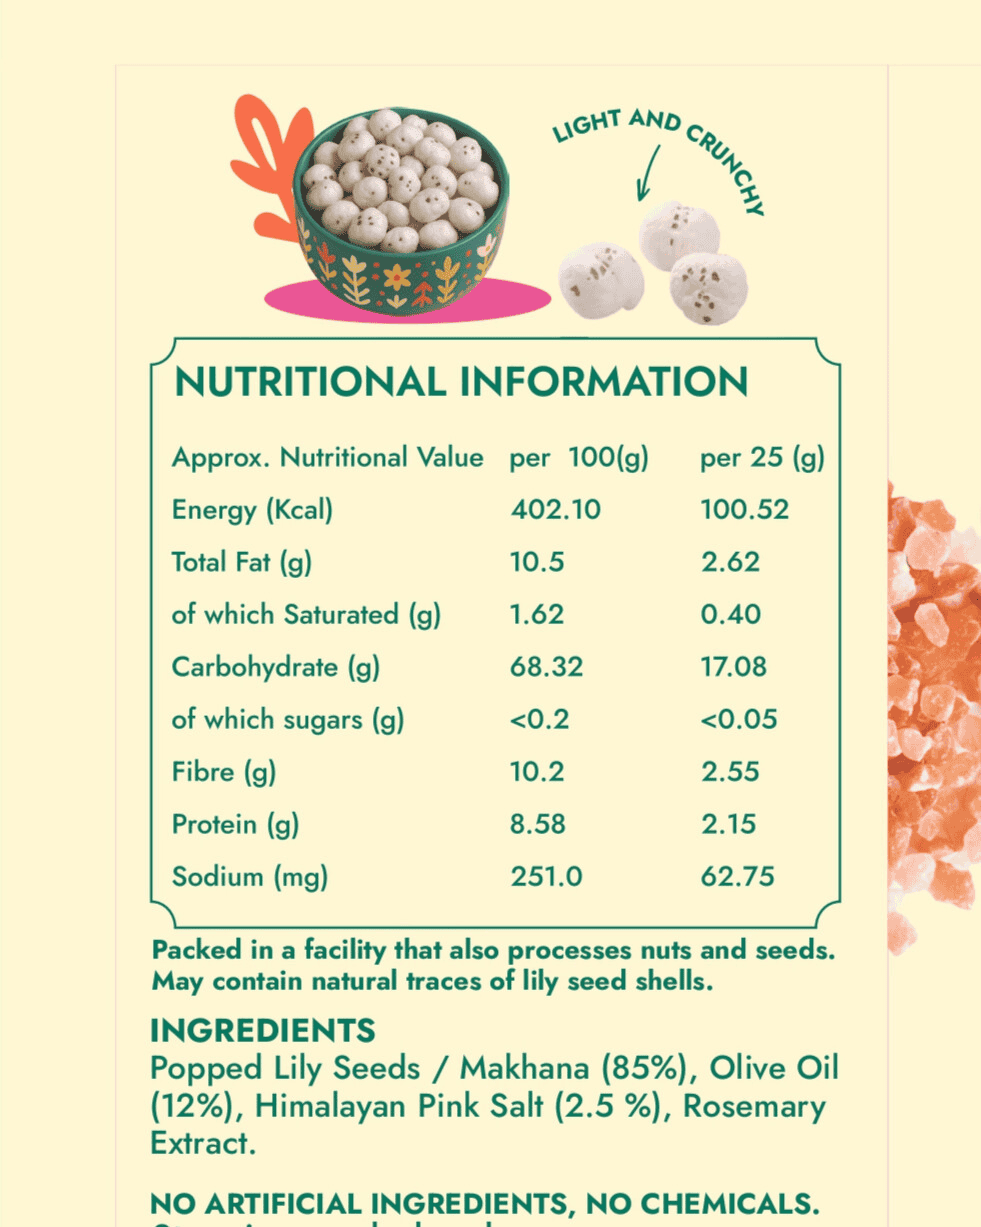 LIGHT AND CRUNCHY
NUTRITIONAL INFORMATION
Approx. Nutritional Value per 100(g) per 25 (g)
Energy (Kcal) 402.10 100.52
Total Fat (g) 10.5 2.62
of which Saturated (g) 1.62 0.40
Carbohydrate (g) 68.32 17.08
of which sugars (g) <0.2 <0.05
Fibre (g) 10.2 2.55
Protein (g) 8.58 2.15
Sodium (mg) 251.0 62.75
Packed in a facility that also processes nuts and seeds.
May contain natural traces of lily seed shells.
INGREDIENTS
Popped Lily Seeds / Makhana (85%), Olive Oil
(12%), Himalayan Pink Salt (2.5 %), Rosemary
Extract.
NO ARTIFICIAL INGREDIENTS, NO CHEMICALS.